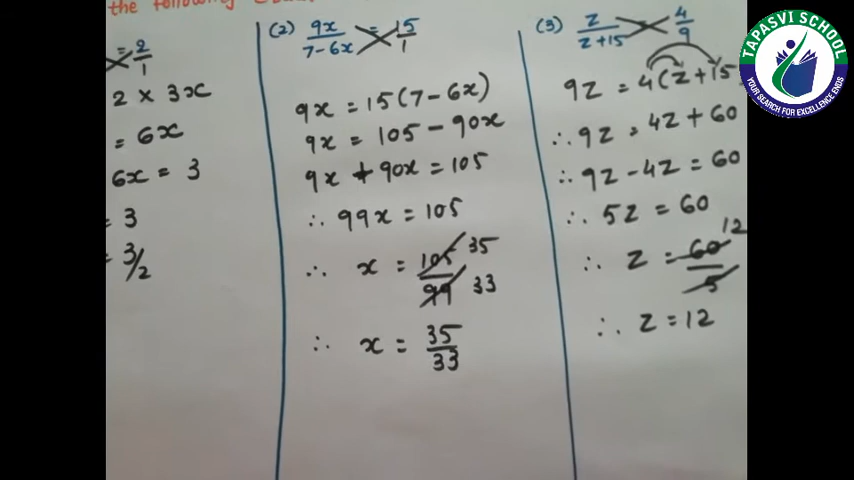 the following
= 2/1
2 × 3x
= 6x
6x = 3
= 3
= 3/2
(2) 9x/(7-6x) = 15/1
9x = 15(7-6x)
9x = 105 - 90x
9x + 90x = 105
∴ 99x = 105
∴ x = 105/99 35 33
∴ x = 35/33
(3) z/(z+15) = 4/9
9z = 4(z+15
∴ 9z = 4z + 60
∴ 9z - 4z = 60
∴ 5z = 60
∴ z = 60/5 12
∴ z = 12
TAPASVI SCHOOL
YOUR SEARCH FOR EXCELLENCE ENDS